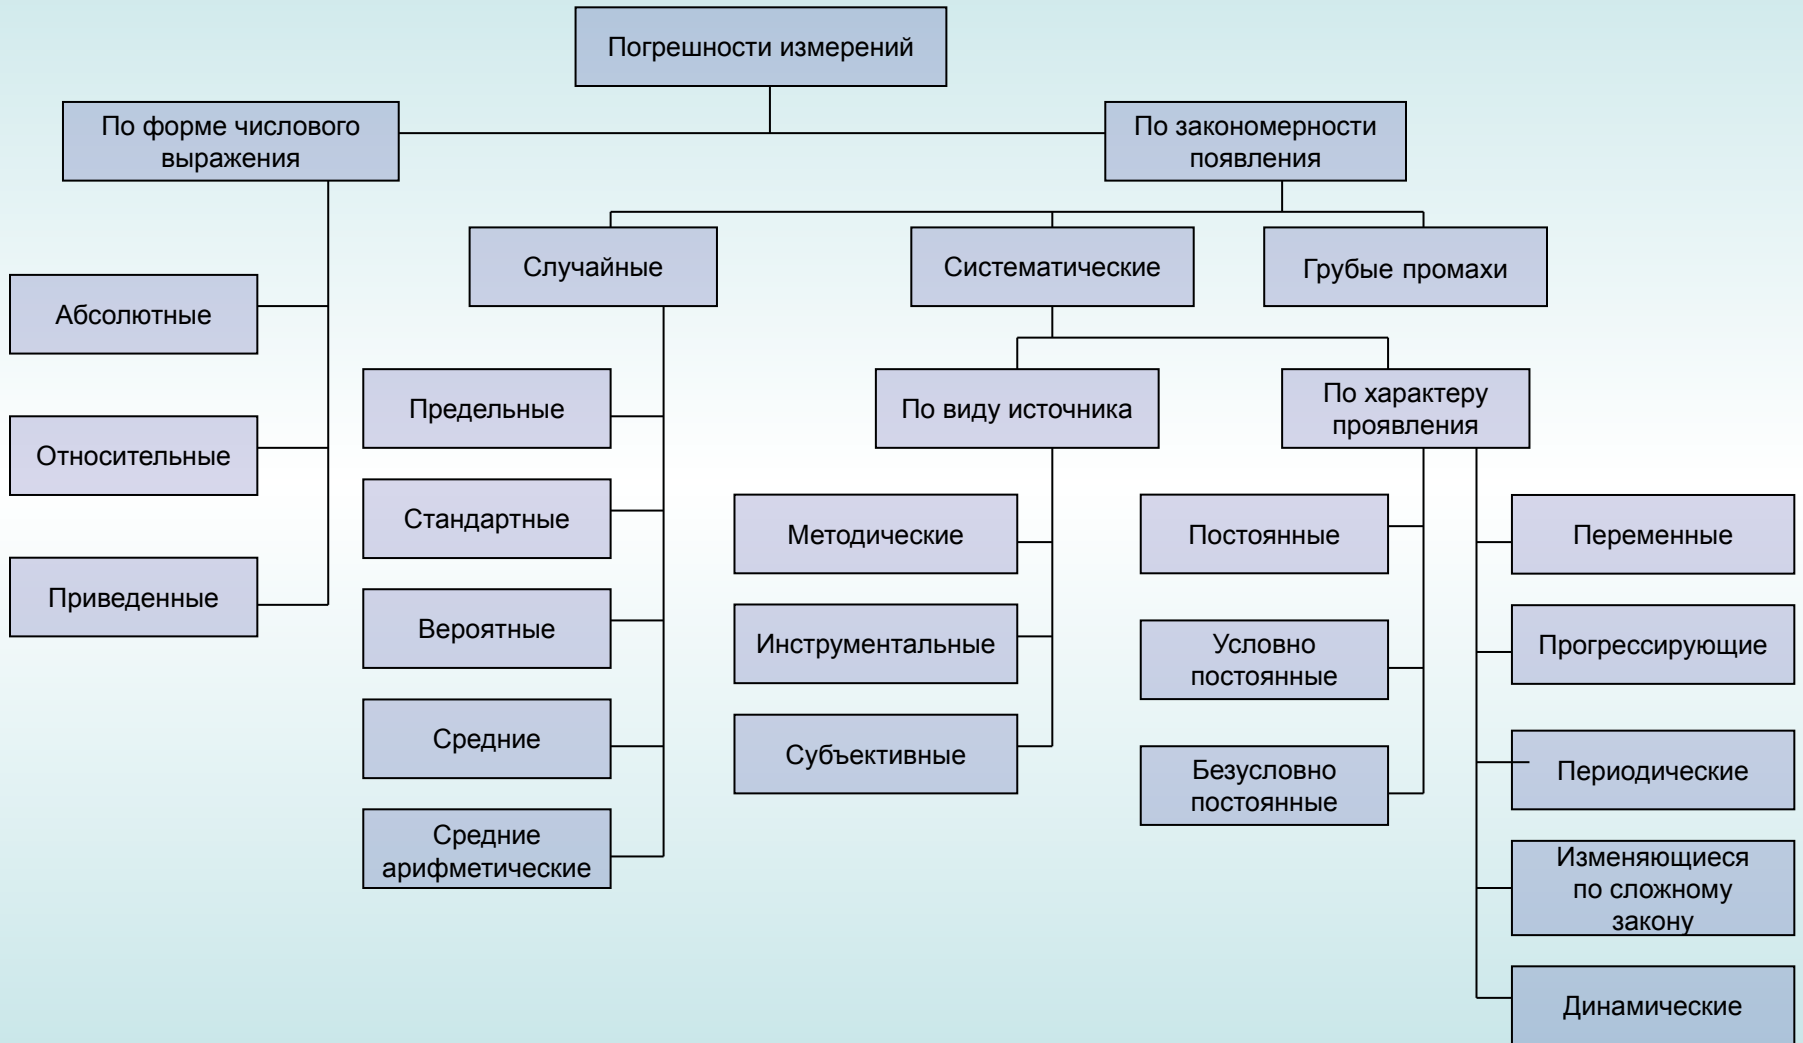 Погрешности измерений
По форме числового
выражения
По закономерности
появления
Случайные
Систематические
Грубые промахи
Абсолютные
Относительные
Приведенные
Предельные
Стандартные
Вероятные
Средние
Средние
арифметические
По виду источника
По характеру
проявления
Методические
Инструментальные
Субъективные
Постоянные
Условно
постоянные
Безусловно
постоянные
Переменные
Прогрессирующие
Периодические
Изменяющиеся
по сложному
закону
Динамические